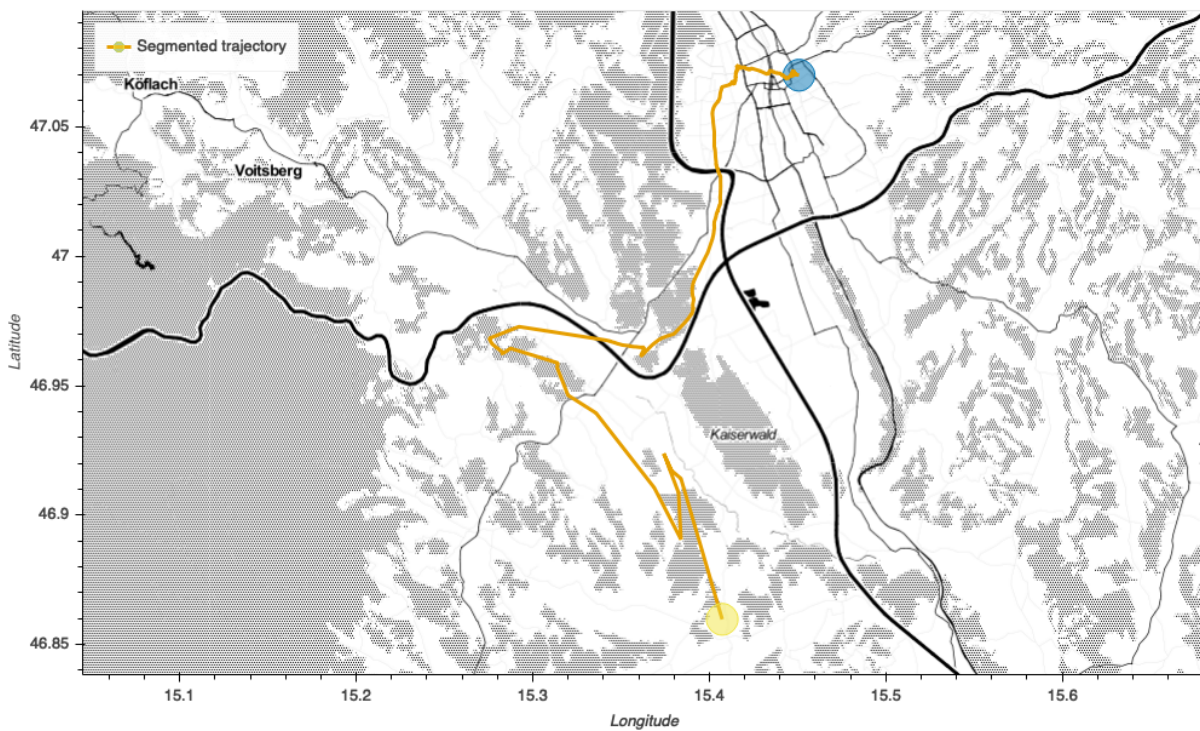 Segmented trajectory
Köflach
Voitsberg
Kaiserwald
47.05
47
46.95
46.9
46.85
Latitude
15.1
15.2
15.3
15.4
15.5
15.6
Longitude